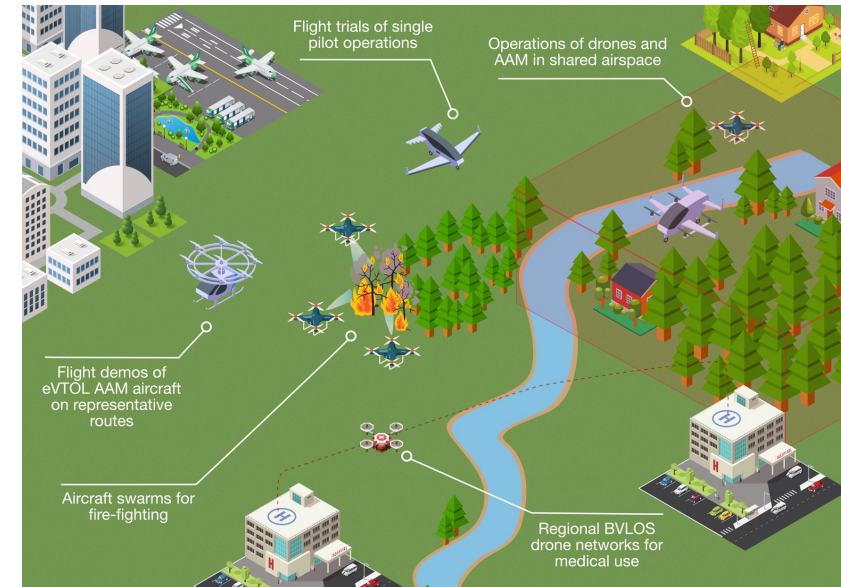 Flight trials of single
pilot operations
Operations of drones and
AAM in shared airspace
Flight demos of
eVTOL AAM aircraft
on representative
routes
Aircraft swarms for
fire-fighting
Regional BVLOS
drone networks for
medical use
H
H
H
H